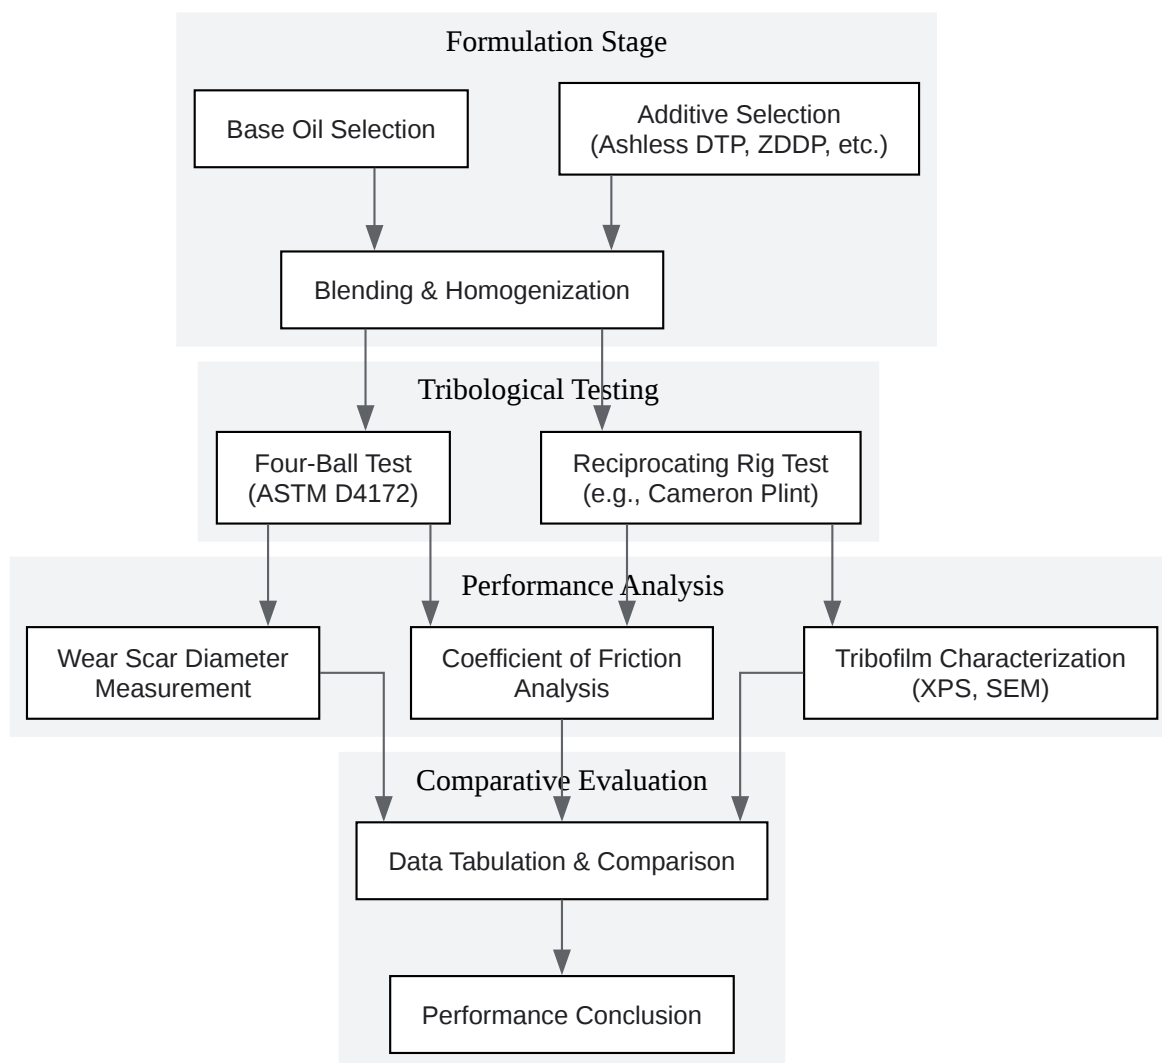 Formulation Stage
Base Oil Selection
Additive Selection
(Ashless DTP, ZDDP, etc.)
Blending & Homogenization
Tribological Testing
Four-Ball Test
(ASTM D4172)
Reciprocating Rig Test
(e.g., Cameron Plint)
Performance Analysis
Wear Scar Diameter
Measurement
Coefficient of Friction
Analysis
Tribofilm Characterization
(XPS, SEM)
Comparative Evaluation
Data Tabulation & Comparison
Performance Conclusion